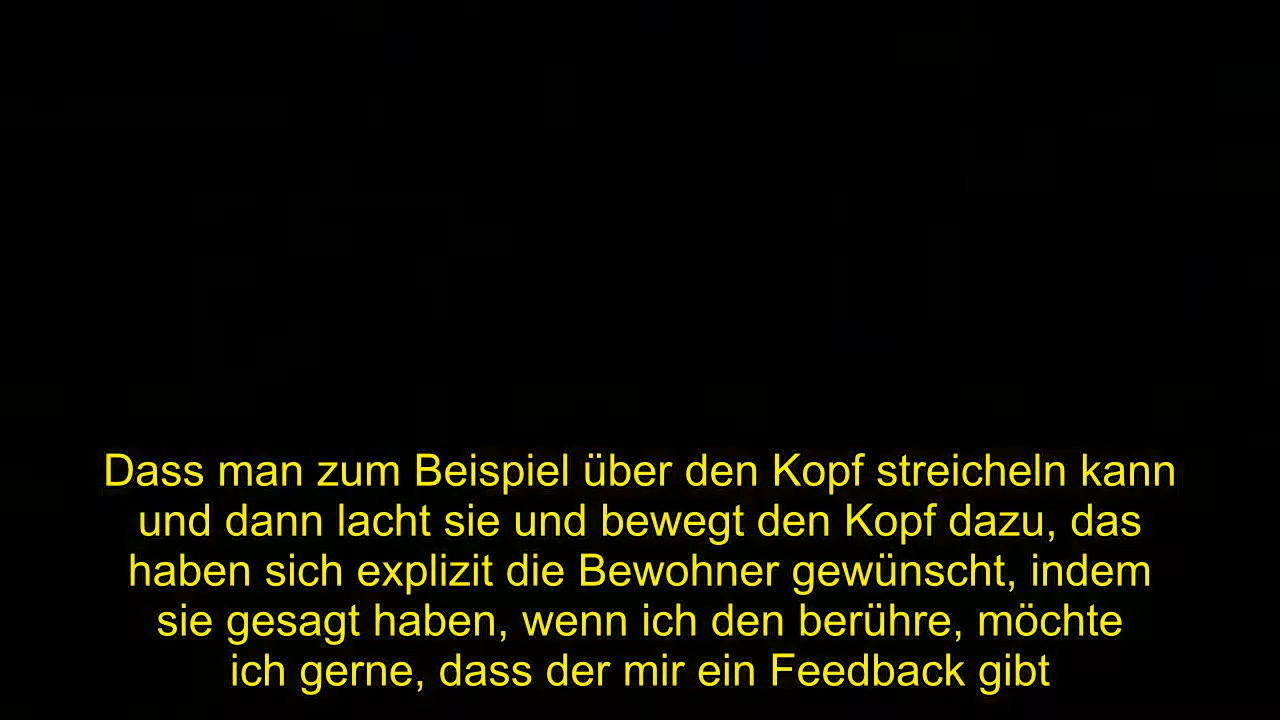 Dass man zum Beispiel über den Kopf streicheln kann
und dann lacht sie und bewegt den Kopf dazu, das
haben sich explizit die Bewohner gewünscht, indem
sie gesagt haben, wenn ich den berühre, möchte
ich gerne, dass der mir ein Feedback gibt